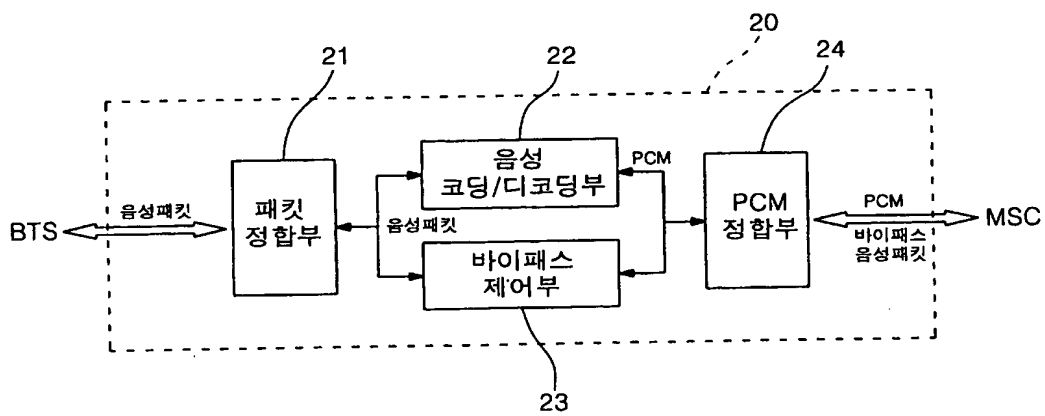 20
21
22
24
음성
코딩/디코딩부
PCM
패킷
정합부
PCM
정합부
BTS
음성패킷
음성패킷
PCM
바이패스
음성패킷
MSC
바이패스
제어부
23